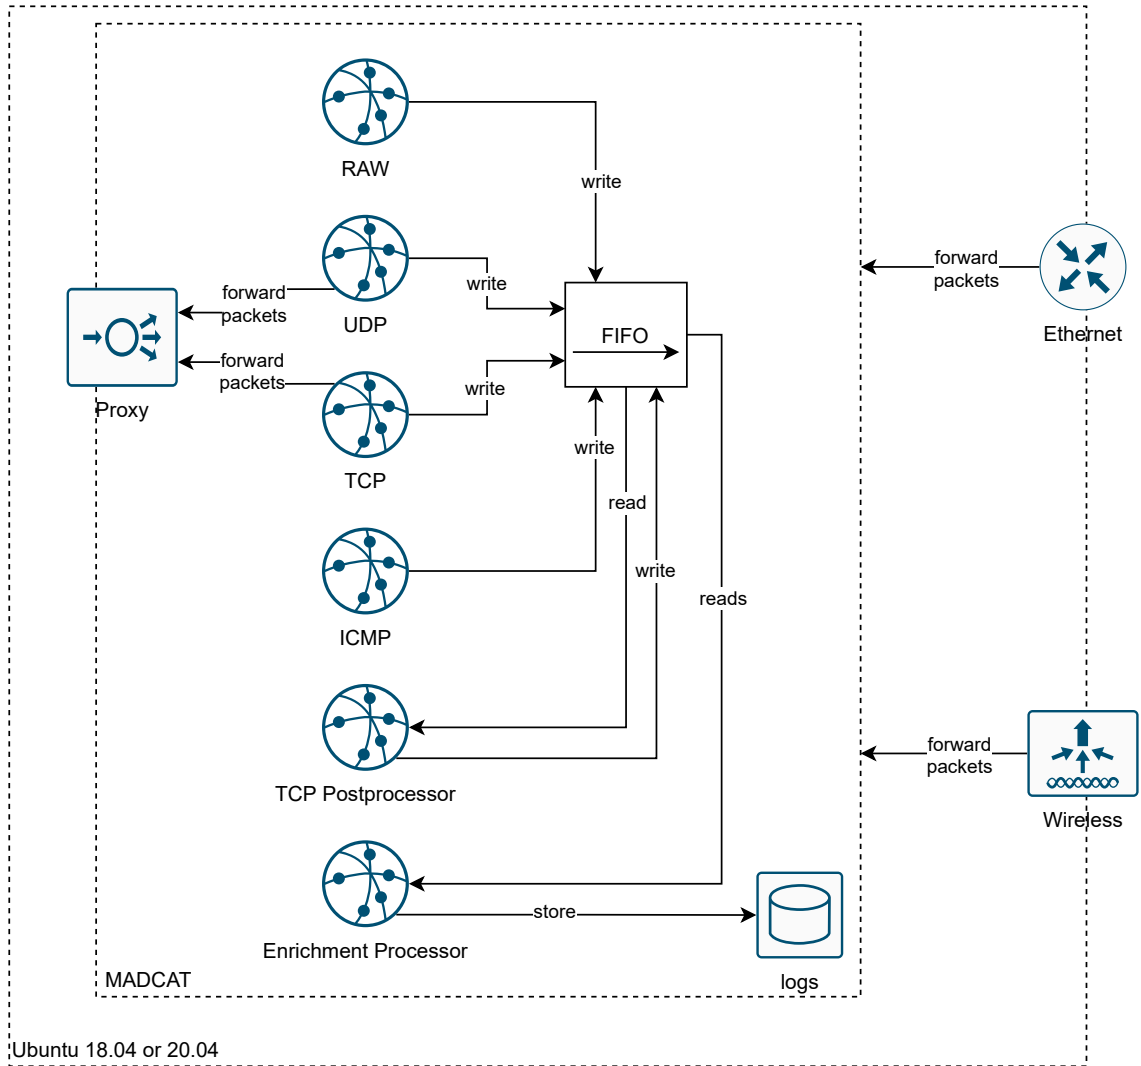 RAW
write
UDP
write
forward
packets
FIFO
forward
packets
Ethernet
forward
packets
write
Proxy
TCP
write
read
write
reads
ICMP
forward
packets
TCP Postprocessor
Wireless
store
Enrichment Processor
MADCAT
logs
Ubuntu 18.04 or 20.04